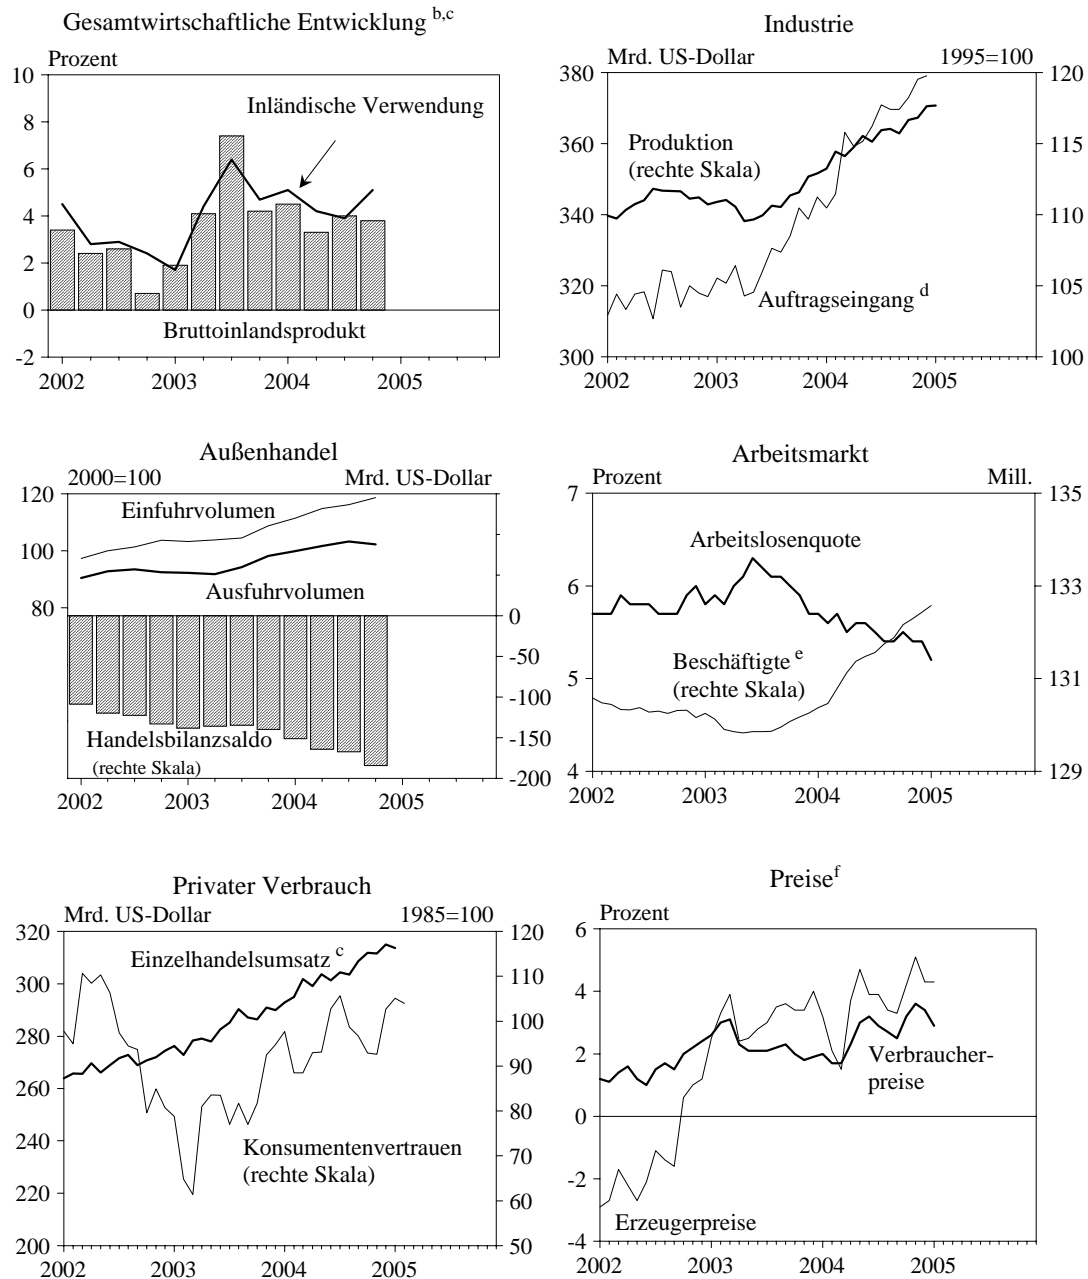 Gesamtwirtschaftliche Entwicklung b,c
Prozent
10
8
6
4
2
0
-2
Inländische Verwendung
Bruttoinlandsprodukt
2002 2003 2004 2005
Industrie
Mrd. US-Dollar 1995=100
380 120
360 115
340 110
320 105
300 100
Produktion
(rechte Skala)
Auftragseingang d
2002 2003 2004 2005
Außenhandel
2000=100 Mrd. US-Dollar
120
100
80
Einfuhrvolumen
Ausfuhrvolumen
0
-50
-100
-150
-200
Handelsbilanzsaldo
(rechte Skala)
2002 2003 2004 2005
Arbeitsmarkt
Prozent Mill.
7 135
6 133
5 131
4 129
Arbeitslosenquote
Beschäftigte e
(rechte Skala)
2002 2003 2004 2005
Privater Verbrauch
Mrd. US-Dollar 1985=100
320 120
300 110
280 100
260 90
240 80
220 70
200 60
50
Einzelhandelsumsatz c
Konsumentenvertrauen
(rechte Skala)
2002 2003 2004 2005
Preise f
Prozent
6
4
2
0
-2
-4
Verbraucher-
preise
Erzeugerpreise
2002 2003 2004 2005